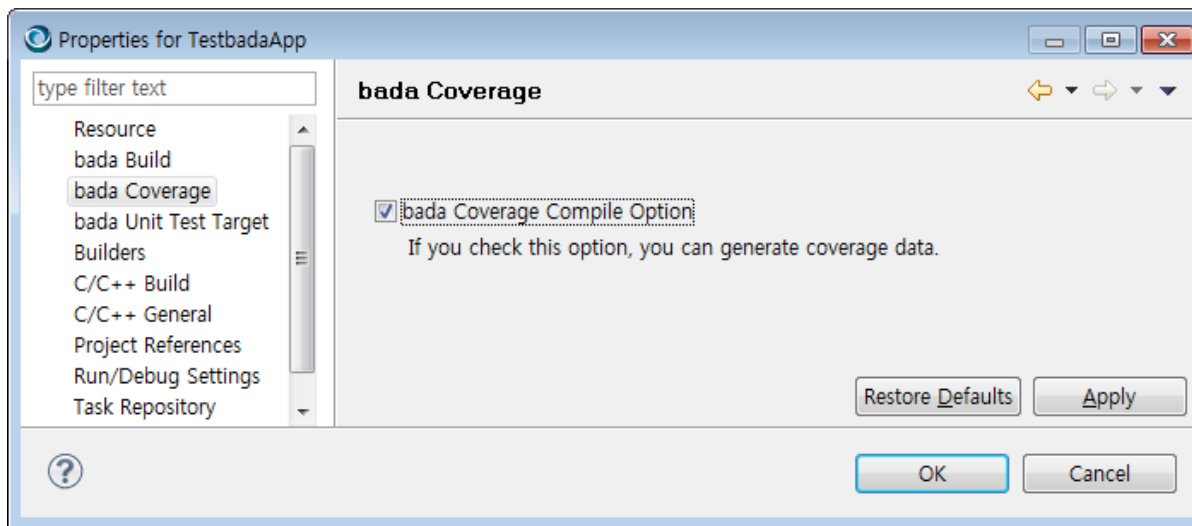 Properties for TestbadaApp
type filter text
Resource
bada Build
bada Coverage
bada Unit Test Target
Builders
C/C++ Build
C/C++ General
Project References
Run/Debug Settings
Task Repository
bada Coverage
bada Coverage Compile Option
If you check this option, you can generate coverage data.
Restore Defaults
Apply
OK
Cancel